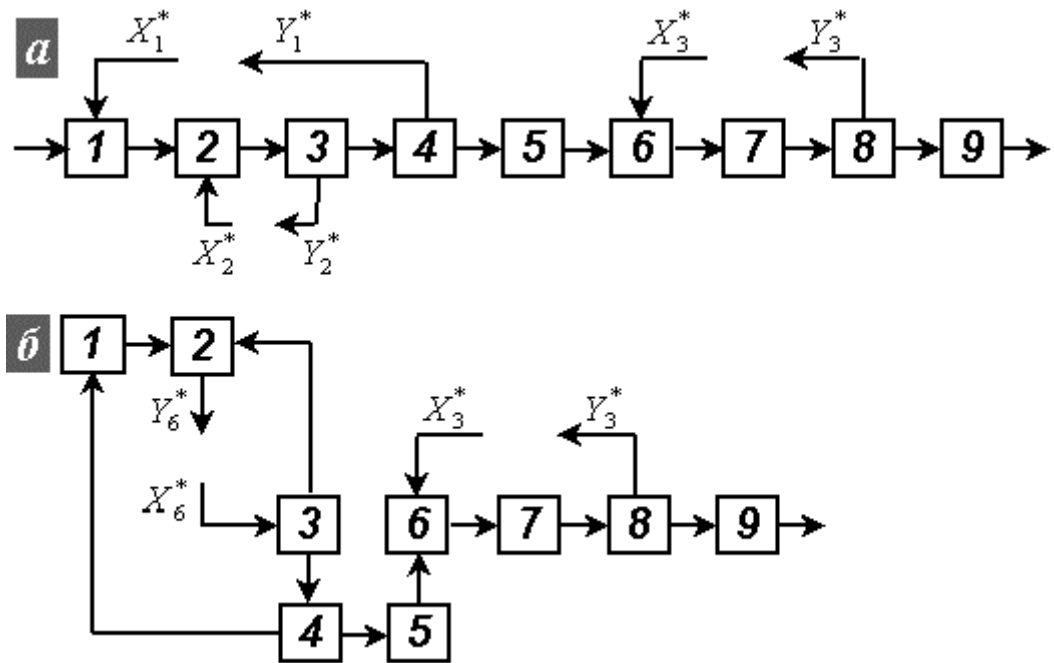 а
X₁* Y₁* X₃* Y₃*
1 2 3 4 5 6 7 8 9
X₂* Y₂*
б
1 2
Y₆* X₃* Y₃*
X₆*
3 6 7 8 9
4 5